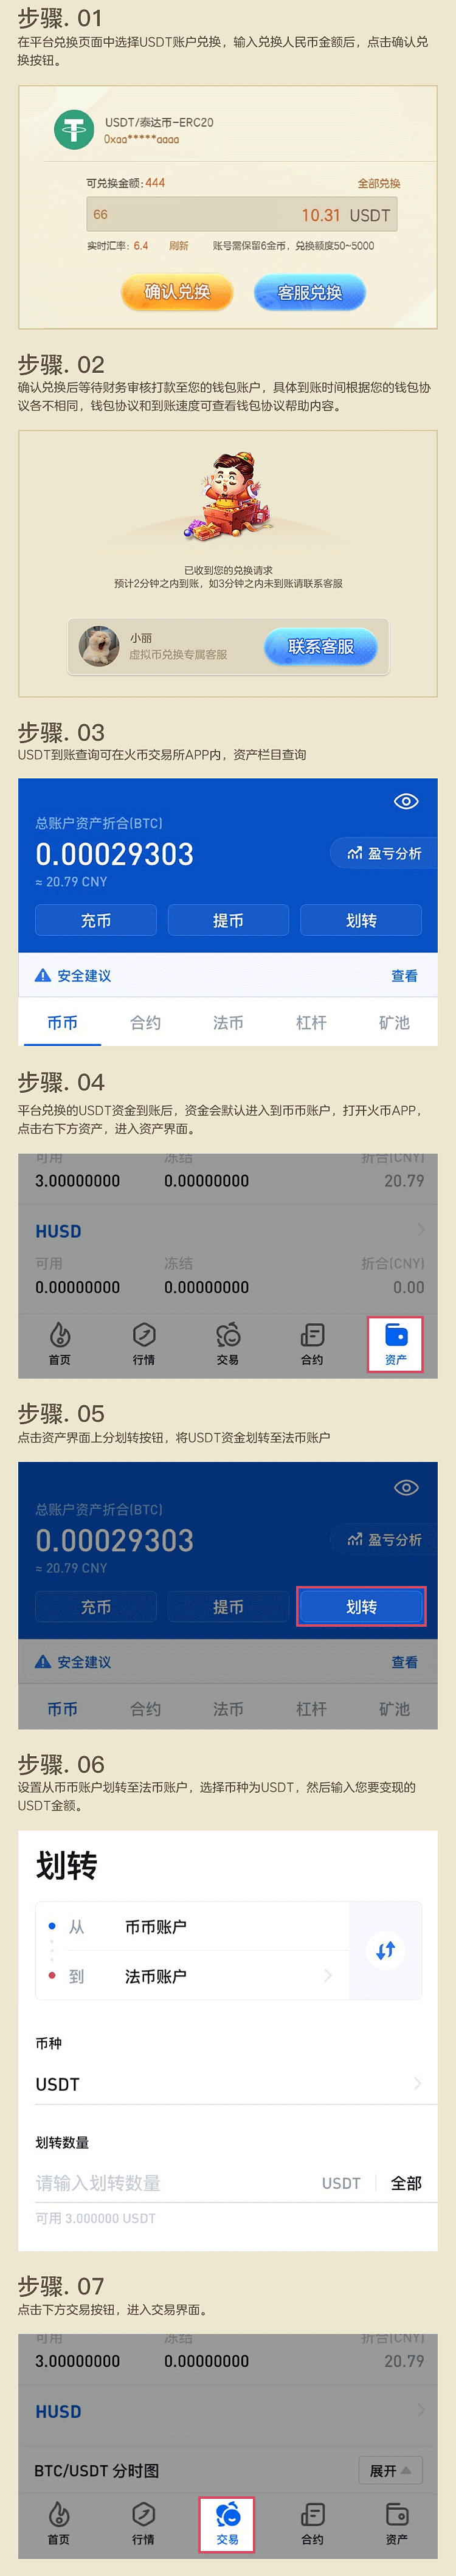 步骤. 01
在平台兑换页面中选择USDT账户兑换，输入兑换人民币金额后，点击确认兑
换按钮。
USDT/泰达币-ERC20
0xaa*****aaaa
可兑换金额:444 全部兑换
66 10.31 USDT
实时汇率: 6.4 刷新 账号需保留6金币，兑换额度50~5000
确认兑换 客服兑换
步骤. 02
确认兑换后等待财务审核打款至您的钱包账户，具体到账时间根据您的钱包协
议各不相同，钱包协议和到账速度可查看钱包协议帮助内容。
已收到您的兑换请求
预计2分钟之内到账，如3分钟之内未到账请联系客服
小丽
虚拟币兑换专属客服
联系客服
步骤. 03
USDT到账查询可在火币交易所APP内，资产栏目查询
总账户资产折合(BTC)
0.00029303
盈亏分析
≈ 20.79 CNY
充币 提币 划转
安全建议 查看
币币 合约 法币 杠杆 矿池
步骤. 04
平台兑换的USDT资金到账后，资金会默认进入到币币账户，打开火币APP，
点击右下方资产，进入资产界面。
可用 冻结 折合(CNY)
3.00000000 0.00000000 20.79
HUSD
可用 冻结 折合(CNY)
0.00000000 0.00000000 0.00
首页 行情 交易 合约 资产
步骤. 05
点击资产界面上分划转按钮，将USDT资金划转至法币账户
总账户资产折合(BTC)
0.00029303
盈亏分析
≈ 20.79 CNY
充币 提币 划转
安全建议 查看
币币 合约 法币 杠杆 矿池
步骤. 06
设置从币币账户划转至法币账户，选择币种为USDT，然后输入您要变现的
USDT金额。
划转
从 币币账户
到 法币账户
币种
USDT
划转数量
请输入划转数量 USDT 全部
可用 3.000000 USDT
步骤. 07
点击下方交易按钮，进入交易界面。
可用 冻结 折合(CNY)
3.00000000 0.00000000 20.79
HUSD
BTC/USDT 分时图 展开
首页 行情 交易 合约 资产